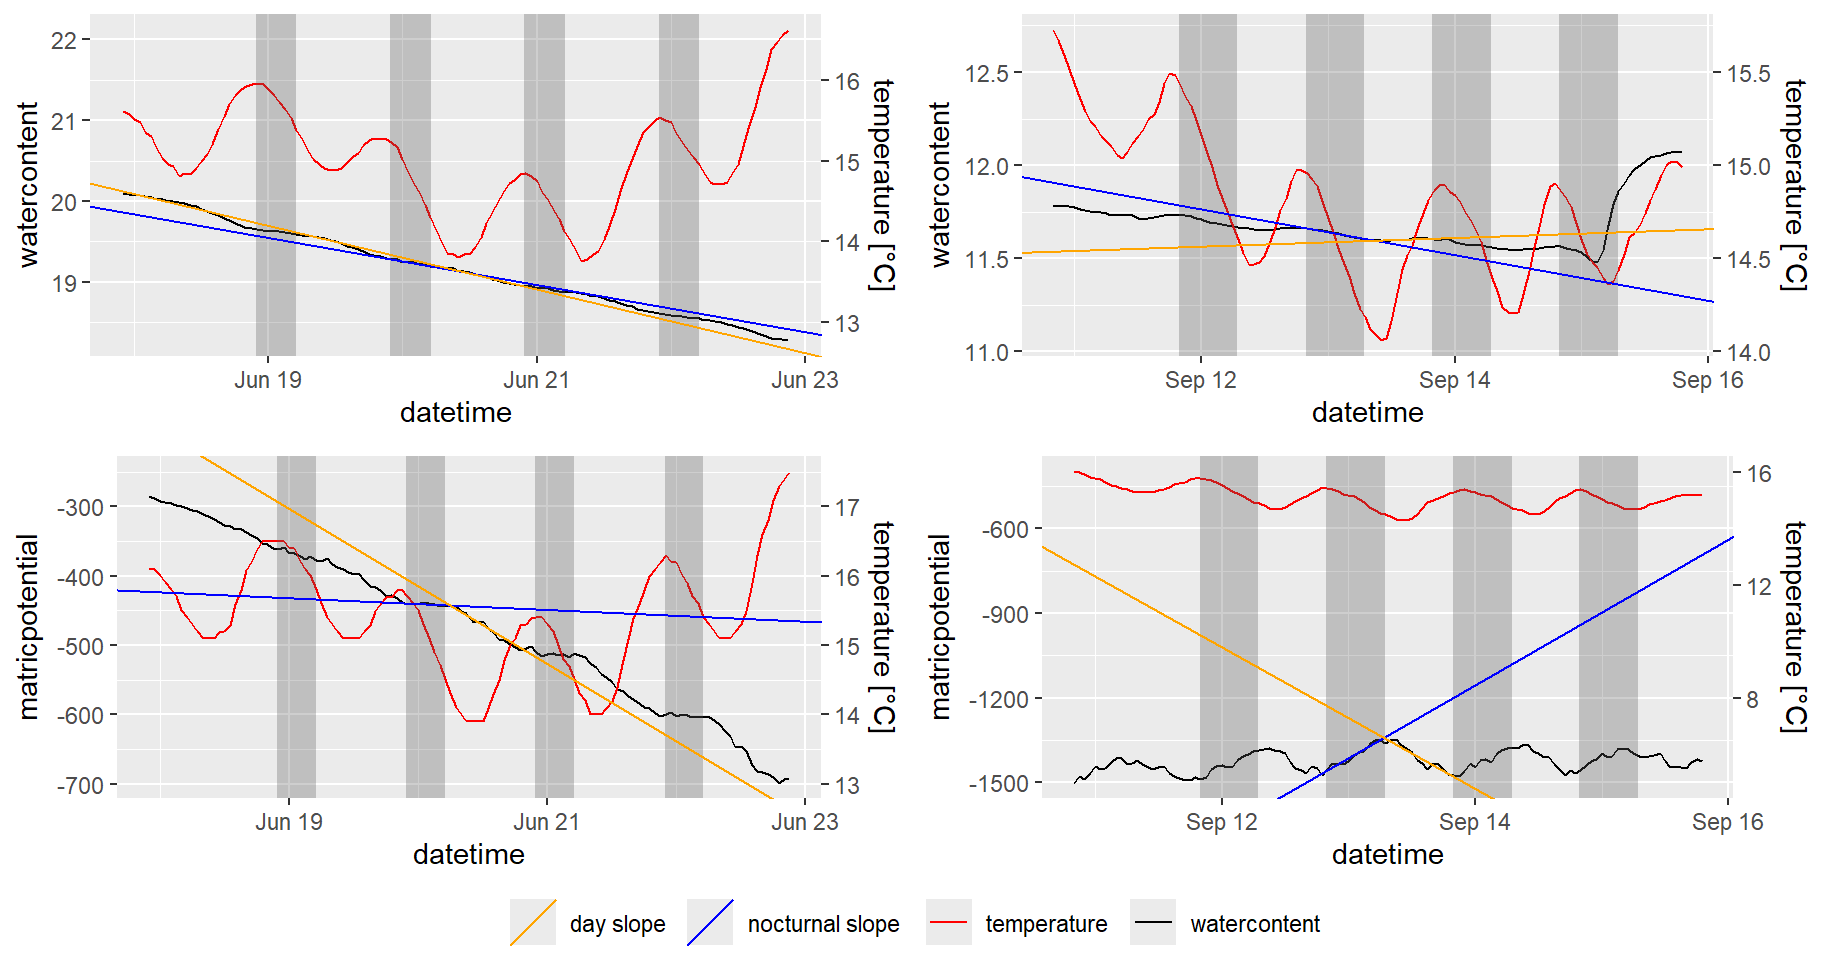 22
21
20
19
watercontent
16
15
14
13
temperature [°C]
Jun 19
Jun 21
Jun 23
datetime
12.5
12.0
11.5
11.0
watercontent
15.5
15.0
14.5
14.0
temperature [°C]
Sep 12
Sep 14
Sep 16
datetime
-300
-400
-500
-600
-700
matricpotential
17
16
15
14
13
temperature [°C]
Jun 19
Jun 21
Jun 23
datetime
-600
-900
-1200
-1500
matricpotential
16
12
8
temperature [°C]
Sep 12
Sep 14
Sep 16
datetime
day slope
nocturnal slope
temperature
watercontent